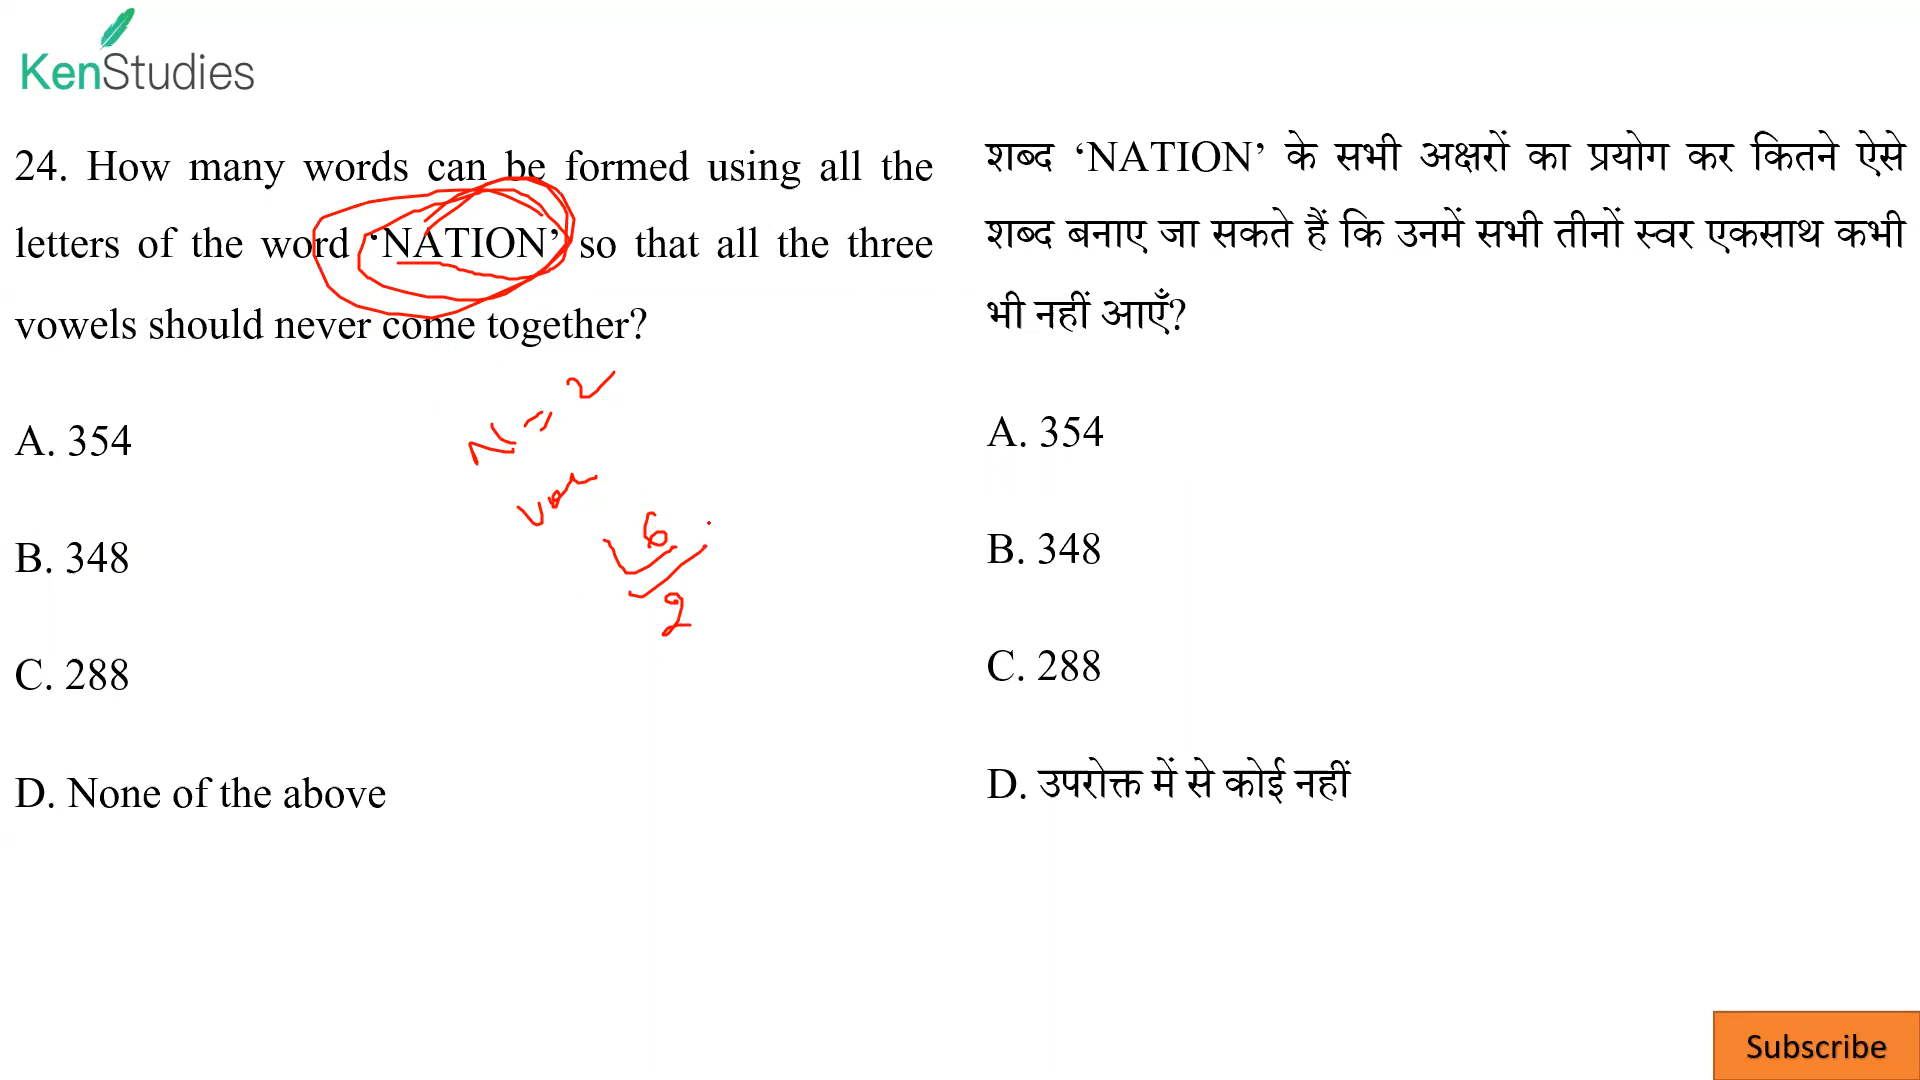 KenStudies
24. How many words can be formed using all the
letters of the word ‘NATION’ so that all the three
vowels should never come together?
A. 354
B. 348
C. 288
D. None of the above
N = 2
6
2
शब्द ‘NATION’ के सभी अक्षरों का प्रयोग कर कितने ऐसे
शब्द बनाए जा सकते हैं कि उनमें सभी तीनों स्वर एकसाथ कभी
भी नहीं आएँ?
A. 354
B. 348
C. 288
D. उपरोक्त में से कोई नहीं
Subscribe